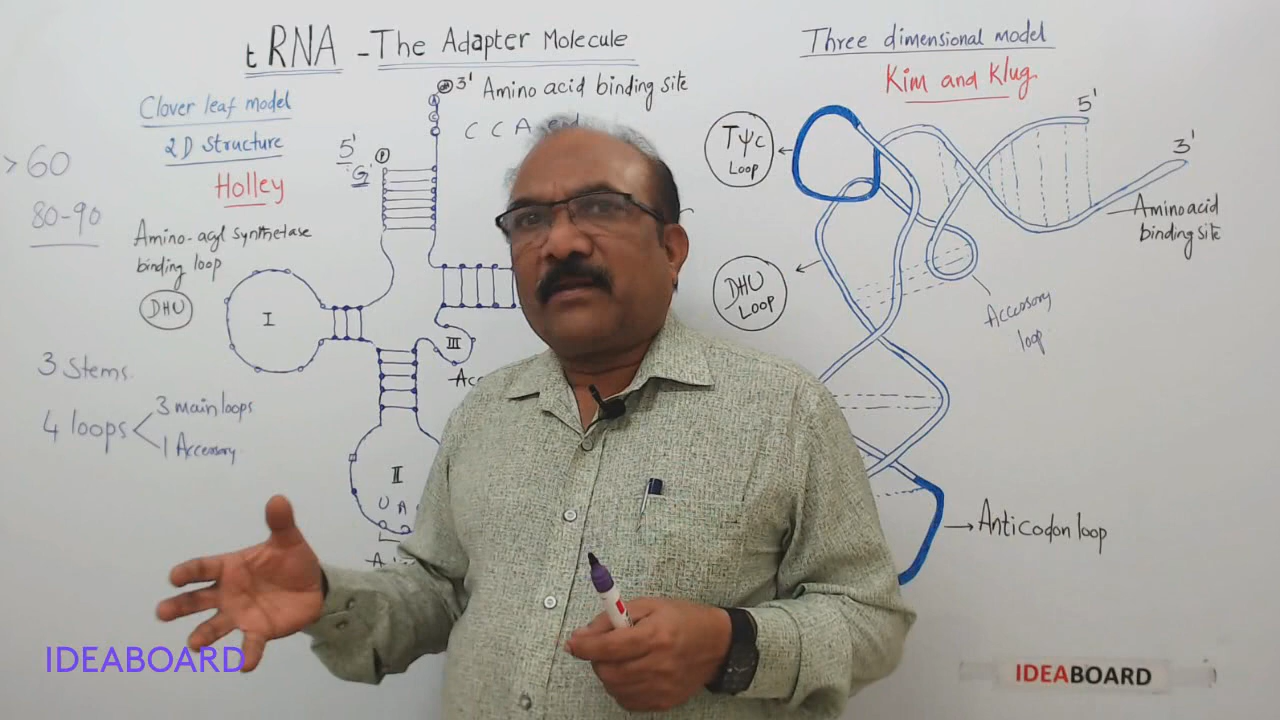 tRNA - The Adapter Molecule
Clover leaf model
2D Structure
Holley
> 60
80-90
Amino-acyl synthetase
binding loop
DHU
3 Stems.
4 loops
3 main loops
1 Accessory
3' Amino acid binding site
A
C
C
C C A end
5'
P
G
I
II
III
Ac
U A
Three dimensional model
Kim and Klug
TΨC
Loop
DHU
Loop
5'
3'
Aminoacid
binding site
Accessory
loop
Anticodon loop
IDEABOARD
IDEABOARD